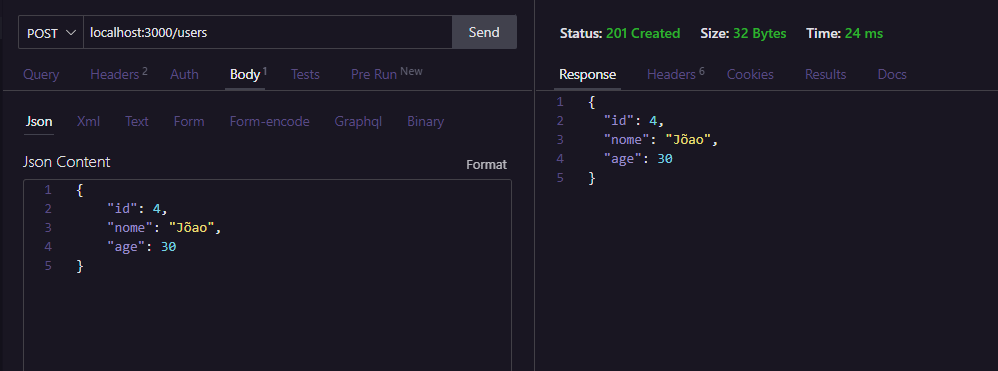 POST localhost:3000/users Send
Query Headers 2 Auth Body 1 Tests Pre Run New
Json Xml Text Form Form-encode Graphql Binary
Json Content Format
1 {
2 "id": 4,
3 "nome": "Jõao",
4 "age": 30
5 }
Status: 201 Created Size: 32 Bytes Time: 24 ms
Response Headers 6 Cookies Results Docs
1 {
2 "id": 4,
3 "nome": "Jõao",
4 "age": 30
5 }